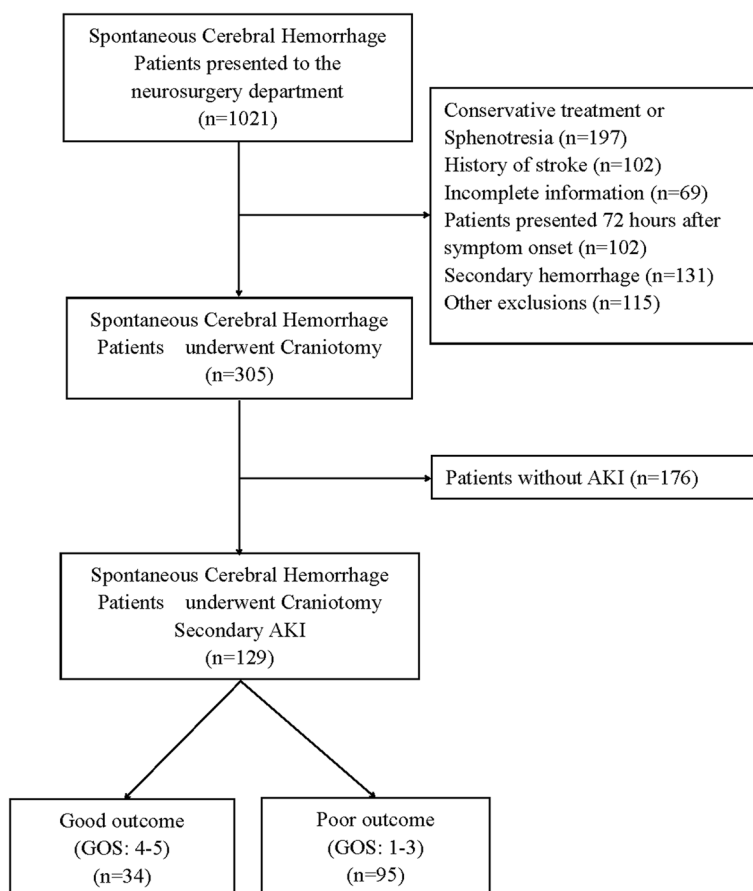 Spontaneous Cerebral Hemorrhage
Patients presented to the
neurosurgery department
(n=1021)
Conservative treatment or
Sphenotresia (n=197)
History of stroke (n=102)
Incomplete information (n=69)
Patients presented 72 hours after
symptom onset (n=102)
Secondary hemorrhage (n=131)
Other exclusions (n=115)
Spontaneous Cerebral Hemorrhage
Patients underwent Craniotomy
(n=305)
Patients without AKI (n=176)
Spontaneous Cerebral Hemorrhage
Patients underwent Craniotomy
Secondary AKI
(n=129)
Good outcome
(GOS: 4-5)
(n=34)
Poor outcome
(GOS: 1-3)
(n=95)